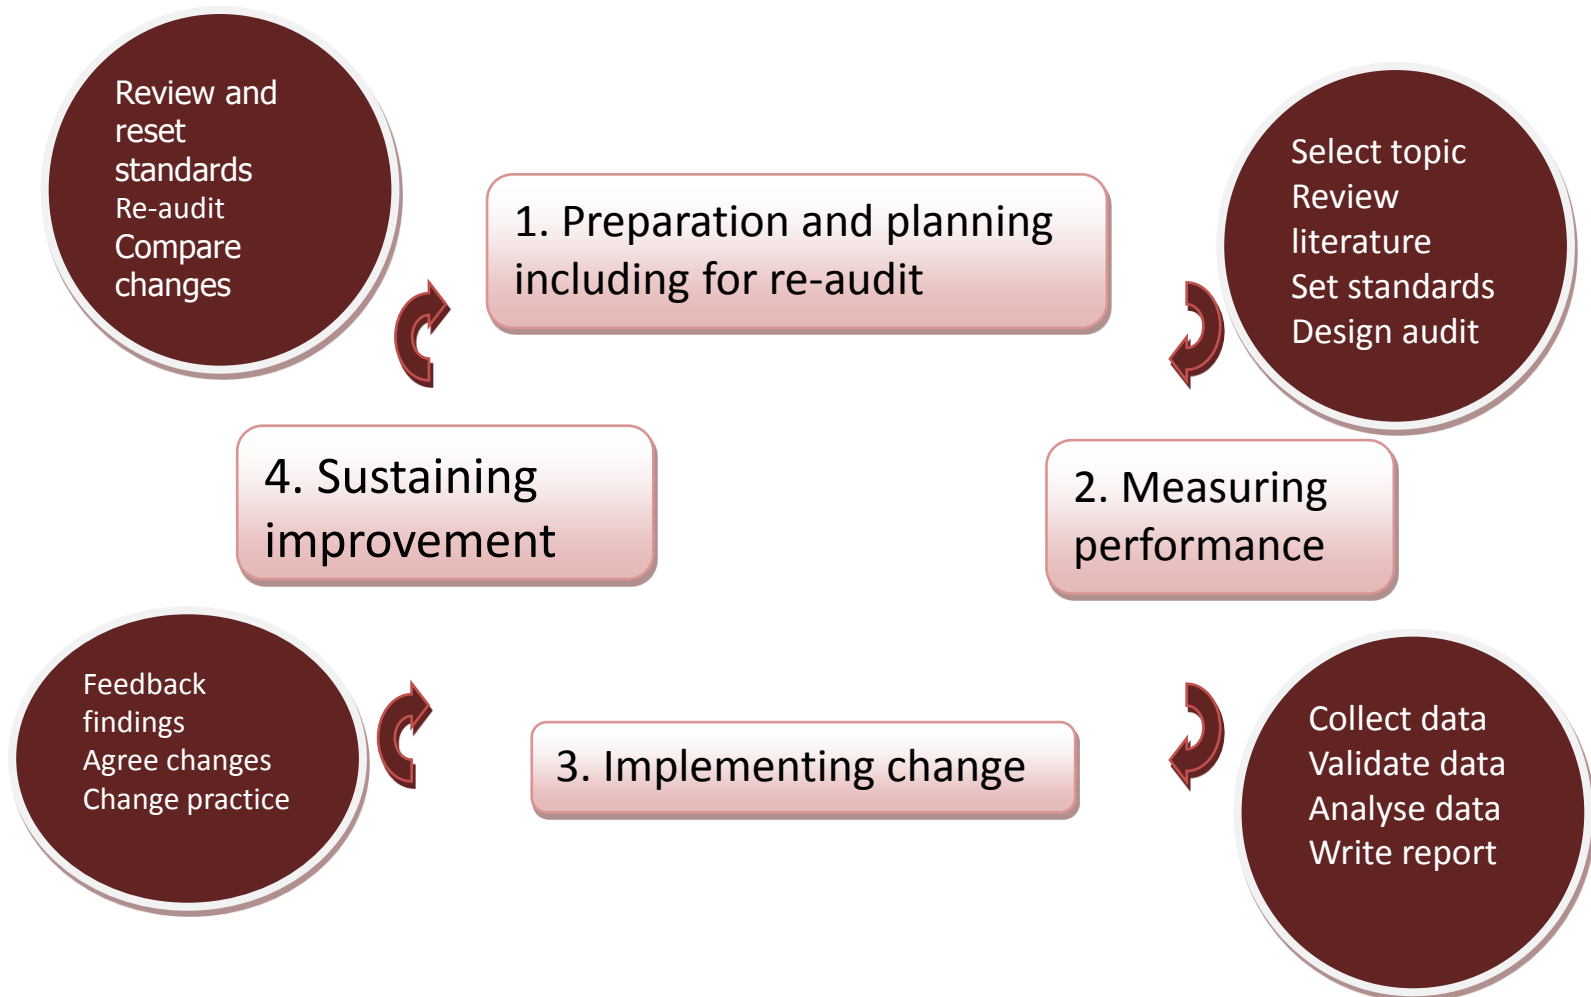 Review and
reset
standards
Re-audit
Compare
changes
1. Preparation and planning
including for re-audit
Select topic
Review
literature
Set standards
Design audit
4. Sustaining
improvement
2. Measuring
performance
Feedback
findings
Agree changes
Change practice
3. Implementing change
Collect data
Validate data
Analyse data
Write report